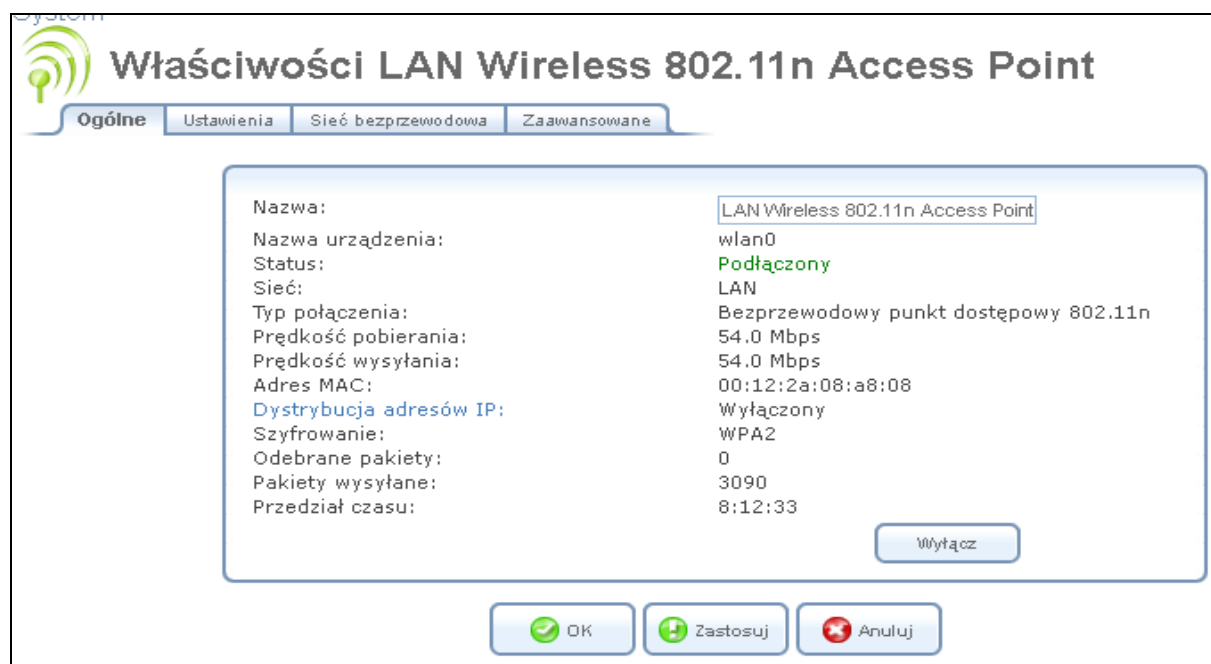 System
Właściwości LAN Wireless 802.11n Access Point
Ogólne Ustawienia Sieć bezprzewodowa Zaawansowane
Nazwa: LAN Wireless 802.11n Access Point
Nazwa urządzenia: wlan0
Status: Podłączony
Sieć: LAN
Typ połączenia: Bezprzewodowy punkt dostępowy 802.11n
Prędkość pobierania: 54.0 Mbps
Prędkość wysyłania: 54.0 Mbps
Adres MAC: 00:12:2a:08:a8:08
Dystrybucja adresów IP: Wyłączony
Szyfrowanie: WPA2
Odebrane pakiety: 0
Pakiety wysyłane: 3090
Przedział czasu: 8:12:33
Wyłącz
OK Zastosuj Anuluj